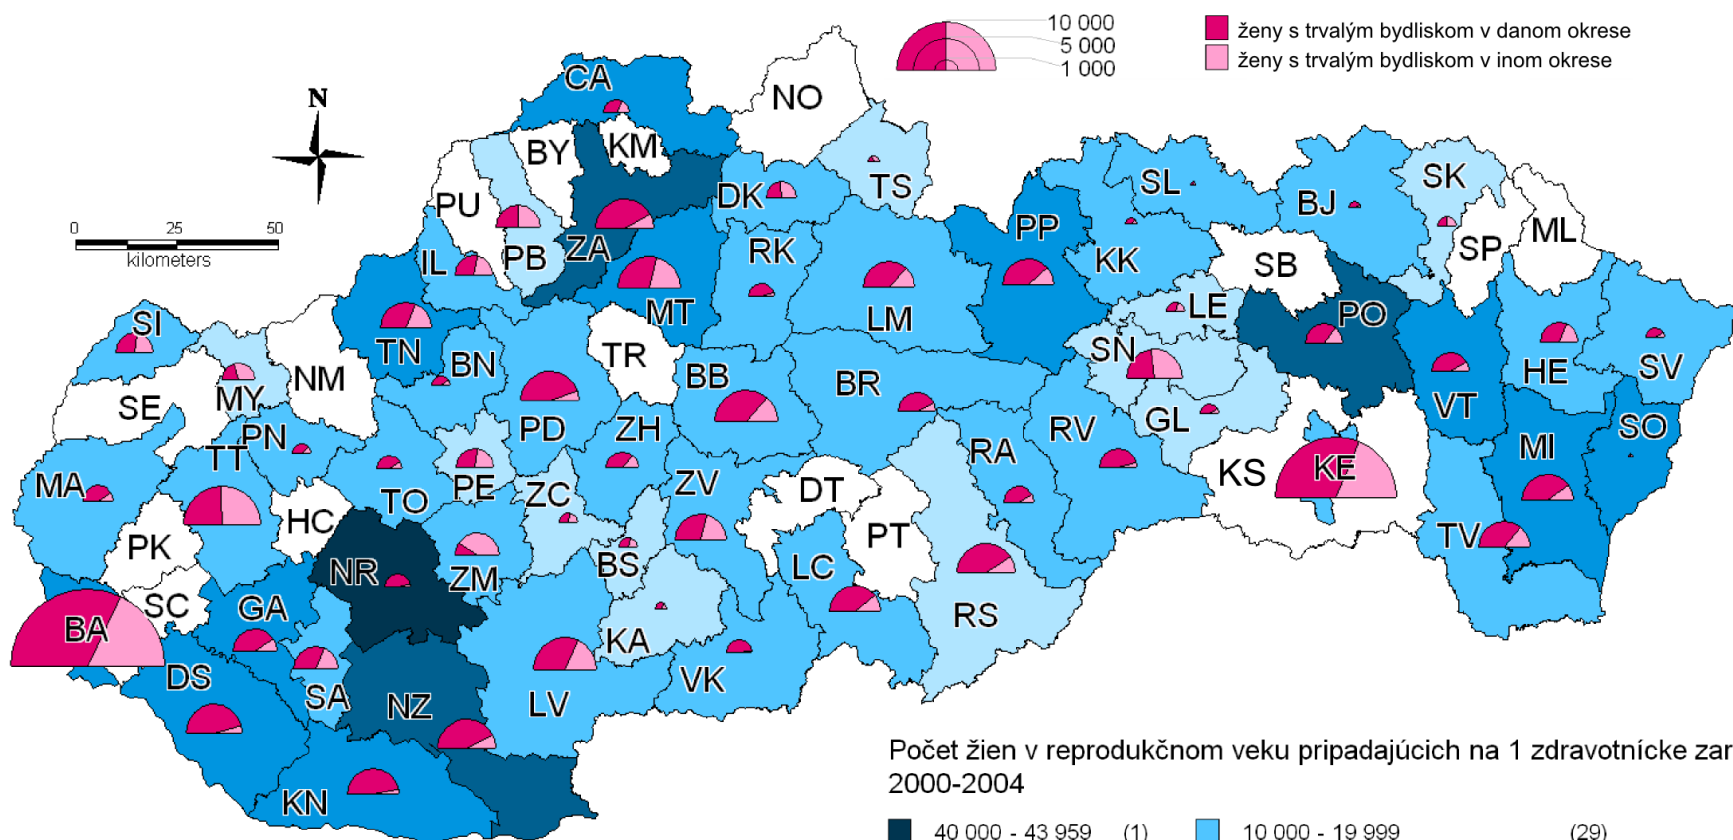 10 000
5 000
1 000
ženy s trvalým bydliskom v danom okrese
ženy s trvalým bydliskom v inom okrese
N
0 25 50
kilometers
CA
NO
BY
KM
PU
DK
TS
SL
SK
BJ
PP
ML
IL
PB
ZA
RK
KK
SB
SP
SI
MT
LM
LE
PO
TN
BN
TR
SN
HE
SV
MY
NM
BB
BR
SE
PD
ZH
GL
VT
SO
PN
TT
RA
RV
MI
MA
PE
ZC
ZV
DT
KS
KE
TO
HC
PK
PT
TV
NR
ZM
BS
LC
SC
GA
BA
KA
RS
DS
SA
NZ
LV
VK
KN
Počet žien v reprodukčnom veku pripadajúcich na 1 zdravotnícke zar
2000-2004
40 000 - 43 959 (1) 10 000 - 19 999 (29)